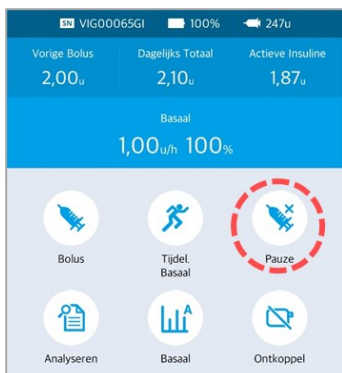 SN VIG00065GI 100% 247u
Vorige Bolus Dagelijks Totaal Actieve Insuline
2,00u 2,10u 1,87u
Basaal
1,00u/h 100%
Bolus Tijdel. Pauze
Basaal
A
Analyseren Basaal Ontkoppel